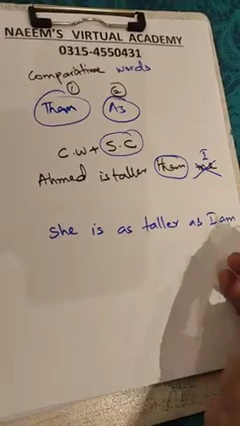 NAEEM'S VIRTUAL ACADEMY
0315-4550431
Comparative words
① ②
Than As
C.W + S.C
Ahmed is taller than me I
She is as taller as I am